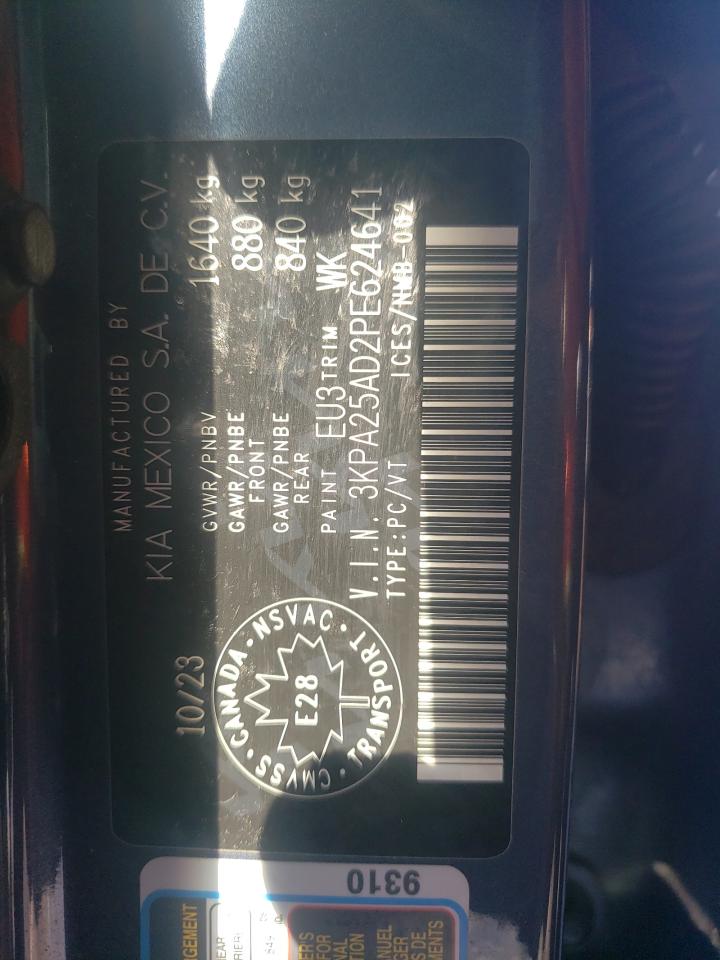 MANUFACTURED BY
KIA MEXICO S.A. DE C.V.
10/23
GVWR/PNBV 1640 kg
GAWR/PNBE FRONT 880 kg
GAWR/PNBE REAR 840 kg
PAINT EU3 TRIM WK
V.I.N. 3KPA25AD2PE624641
TYPE:PC/VT ICES/NMB-002
CANADA · NSVAC · TRANSPORT · CMVSS ·
E28
9310